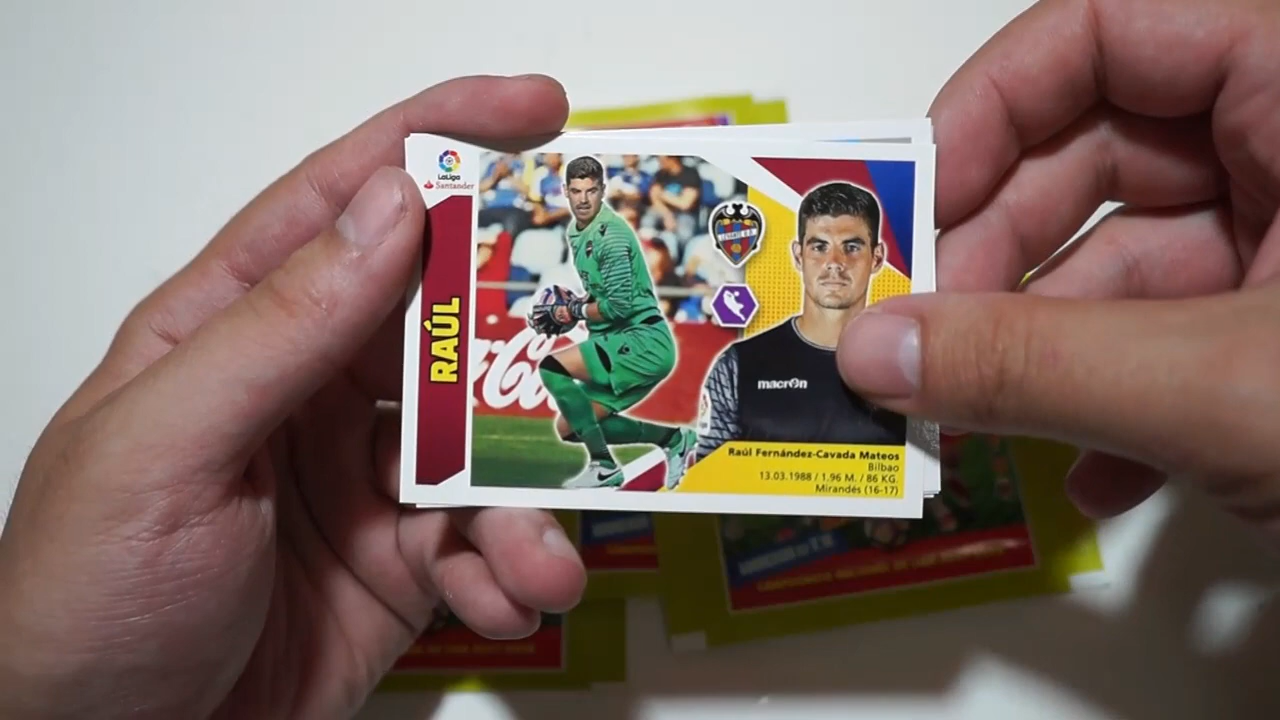 LaLiga
Santander
RAÚL
Coca
macron
Raúl Fernández-Cavada Mateos
Bilbao
13.03.1988 / 1.96 M. / 86 KG.
Mirandés (16-17)